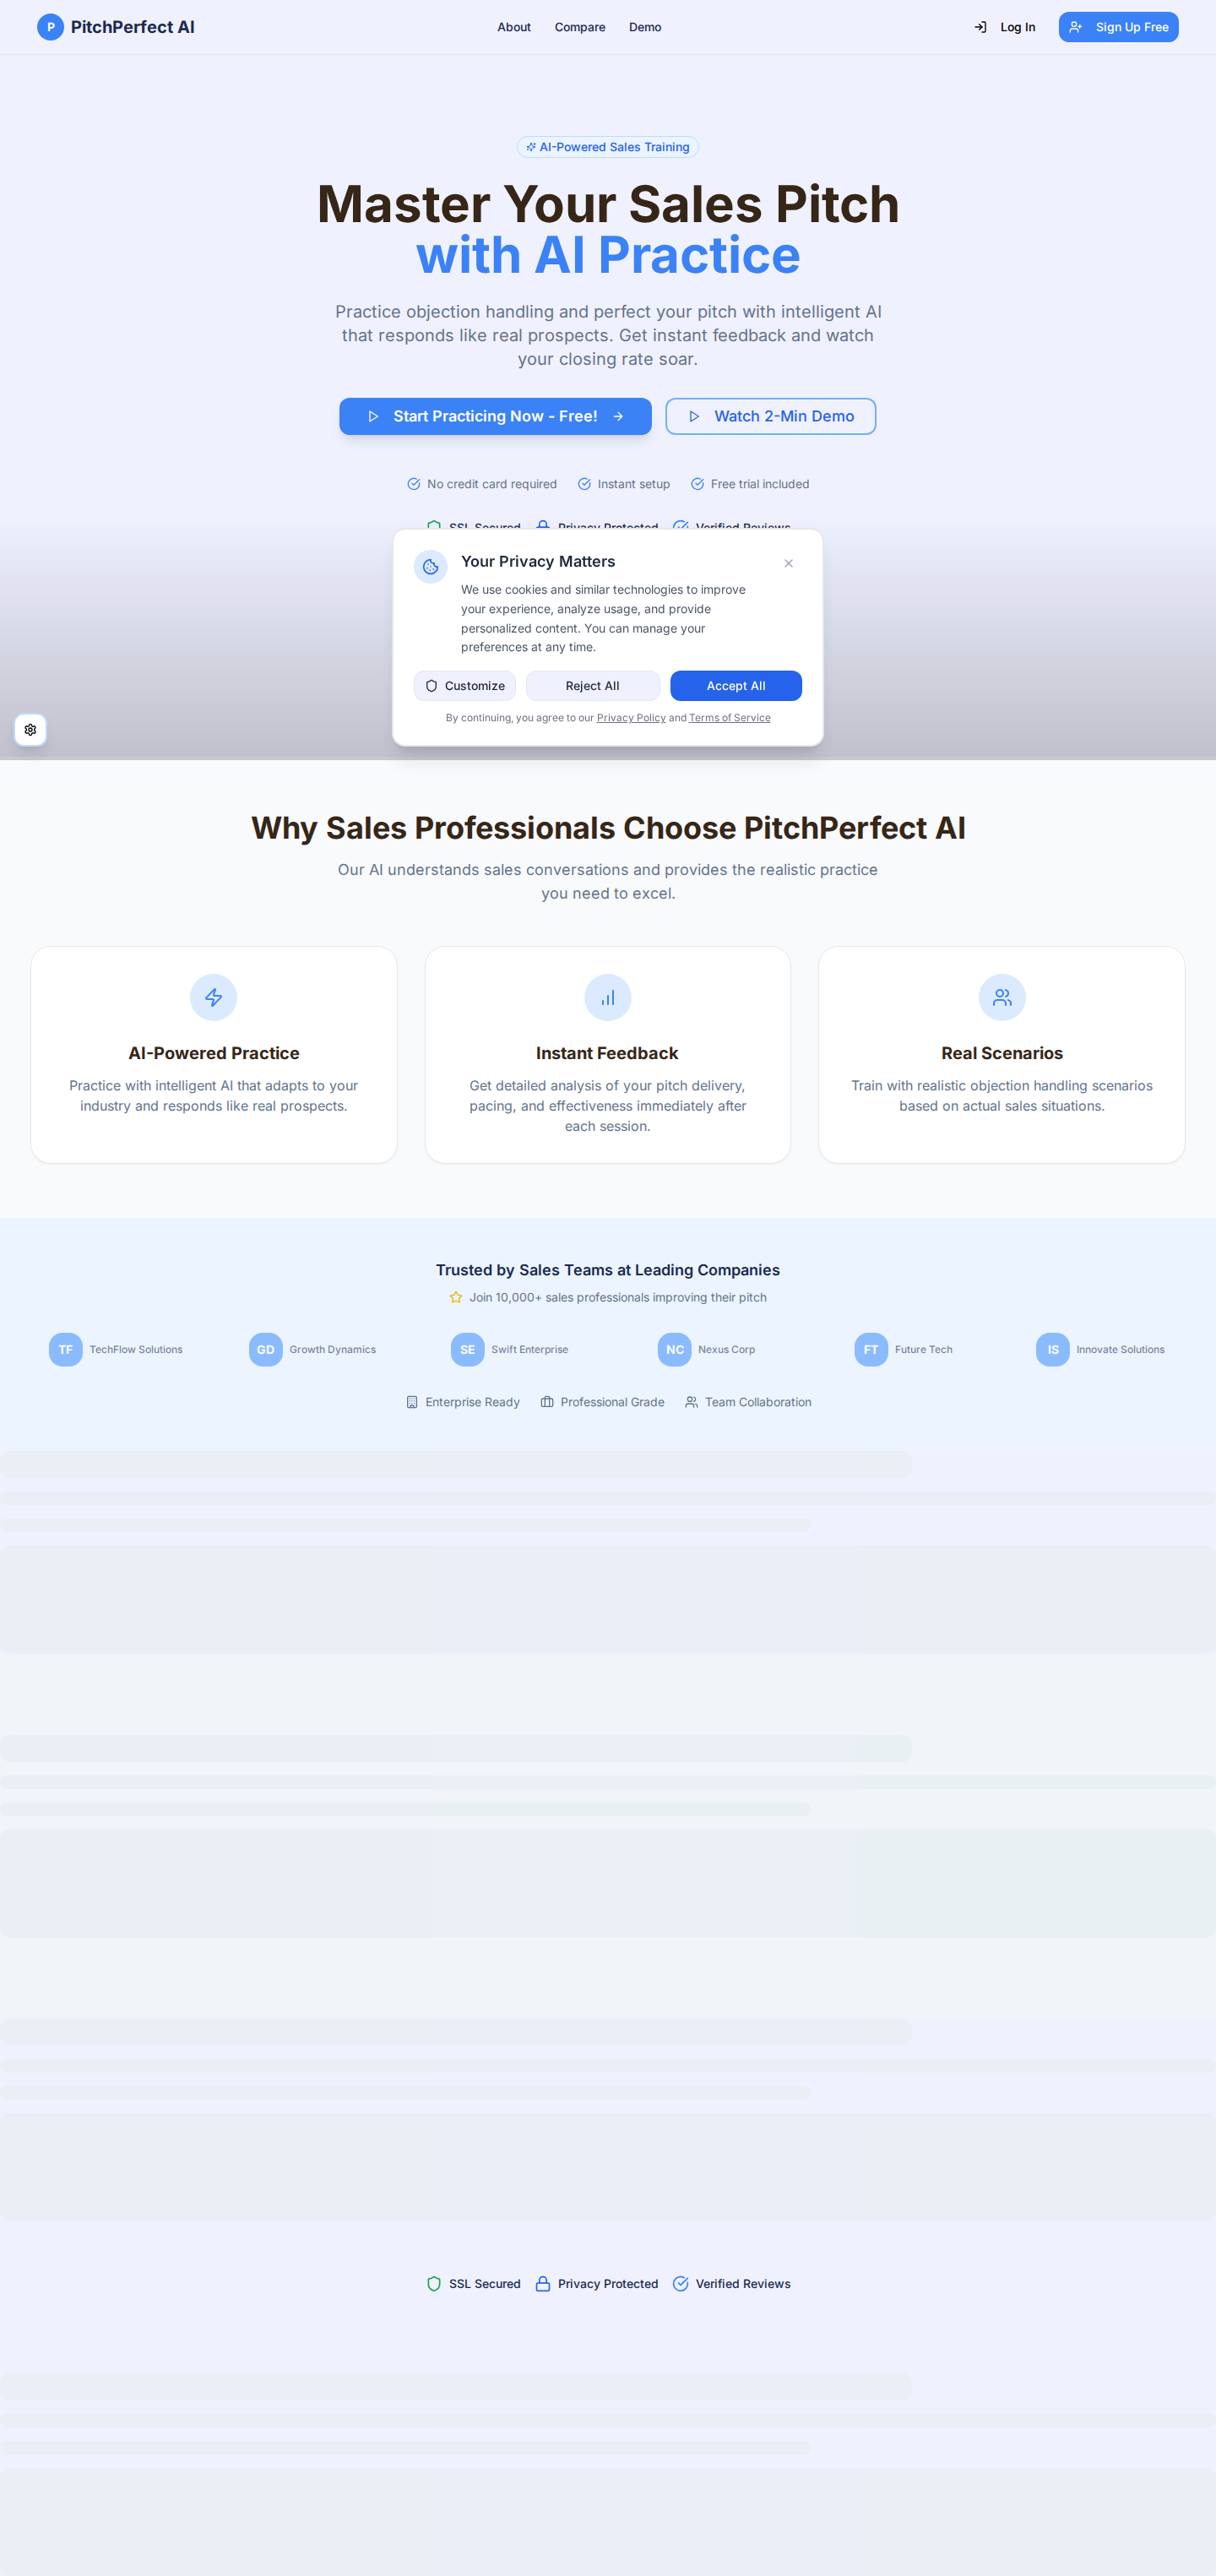 P PitchPerfect AI
About Compare Demo
Log In
Sign Up Free
AI-Powered Sales Training
Master Your Sales Pitch
with AI Practice
Practice objection handling and perfect your pitch with intelligent AI
that responds like real prospects. Get instant feedback and watch
your closing rate soar.
Start Practicing Now - Free!
Watch 2-Min Demo
No credit card required Instant setup Free trial included
SSL Secured Privacy Protected Verified Reviews
Your Privacy Matters
We use cookies and similar technologies to improve
your experience, analyze usage, and provide
personalized content. You can manage your
preferences at any time.
Customize Reject All Accept All
By continuing, you agree to our Privacy Policy and Terms of Service
Why Sales Professionals Choose PitchPerfect AI
Our AI understands sales conversations and provides the realistic practice
you need to excel.
AI-Powered Practice
Practice with intelligent AI that adapts to your
industry and responds like real prospects.
Instant Feedback
Get detailed analysis of your pitch delivery,
pacing, and effectiveness immediately after
each session.
Real Scenarios
Train with realistic objection handling scenarios
based on actual sales situations.
Trusted by Sales Teams at Leading Companies
Join 10,000+ sales professionals improving their pitch
TF TechFlow Solutions
GD Growth Dynamics
SE Swift Enterprise
NC Nexus Corp
FT Future Tech
IS Innovate Solutions
Enterprise Ready Professional Grade Team Collaboration
SSL Secured Privacy Protected Verified Reviews